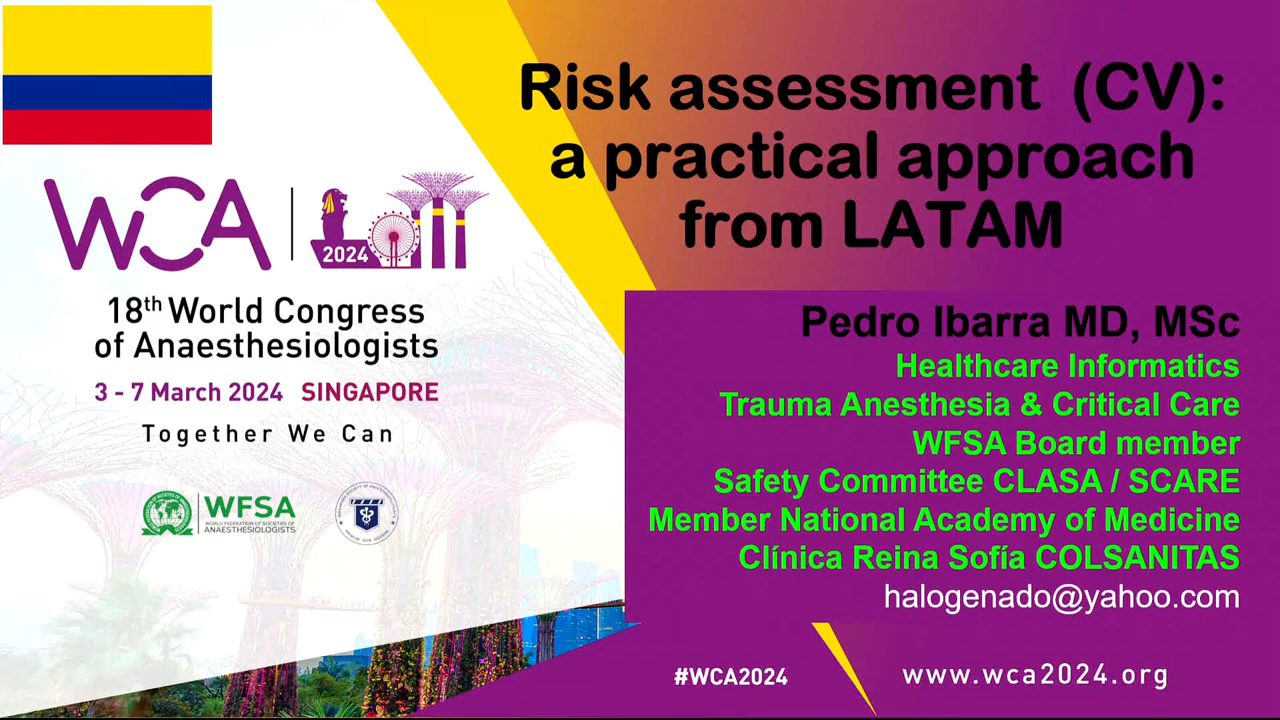 Risk assessment (CV):
a practical approach
from LATAM
WCA
2024
18th World Congress
of Anaesthesiologists
3 - 7 March 2024 SINGAPORE
Together We Can
WFSA
WORLD FEDERATION OF SOCIETIES OF
ANAESTHESIOLOGISTS
Pedro Ibarra MD, MSc
Healthcare Informatics
Trauma Anesthesia & Critical Care
WFSA Board member
Safety Committee CLASA / SCARE
Member National Academy of Medicine
Clínica Reina Sofía COLSANITAS
halogenado@yahoo.com
#WCA2024
www.wca2024.org